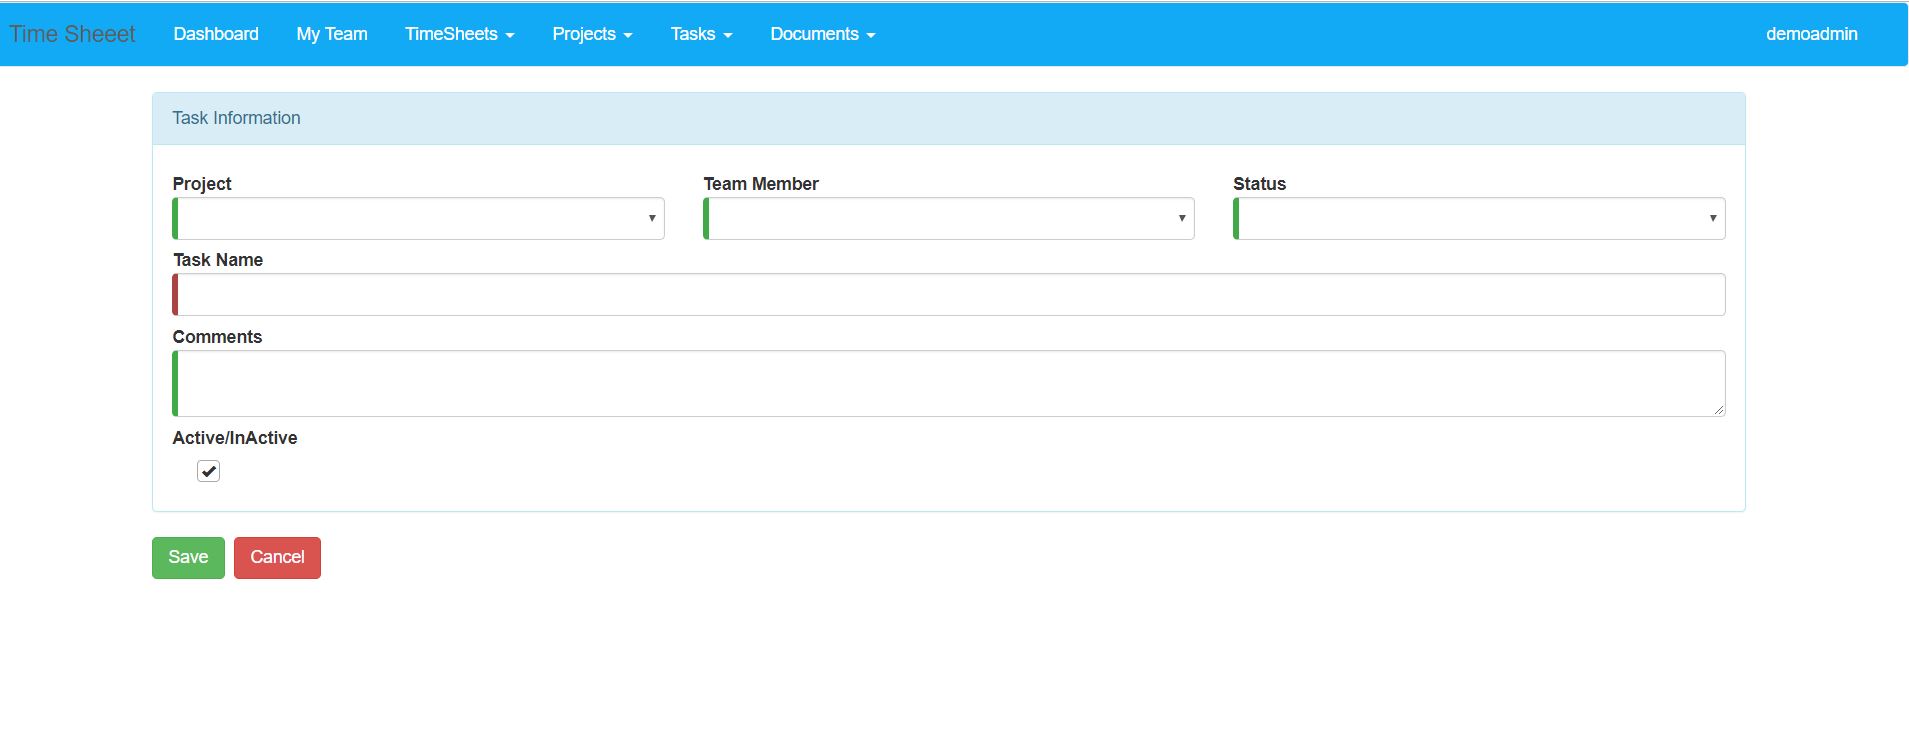 Time Sheeet Dashboard My Team TimeSheets Projects Tasks Documents demoadmin
Task Information
Project Team Member Status
Task Name
Comments
Active/InActive
Save Cancel